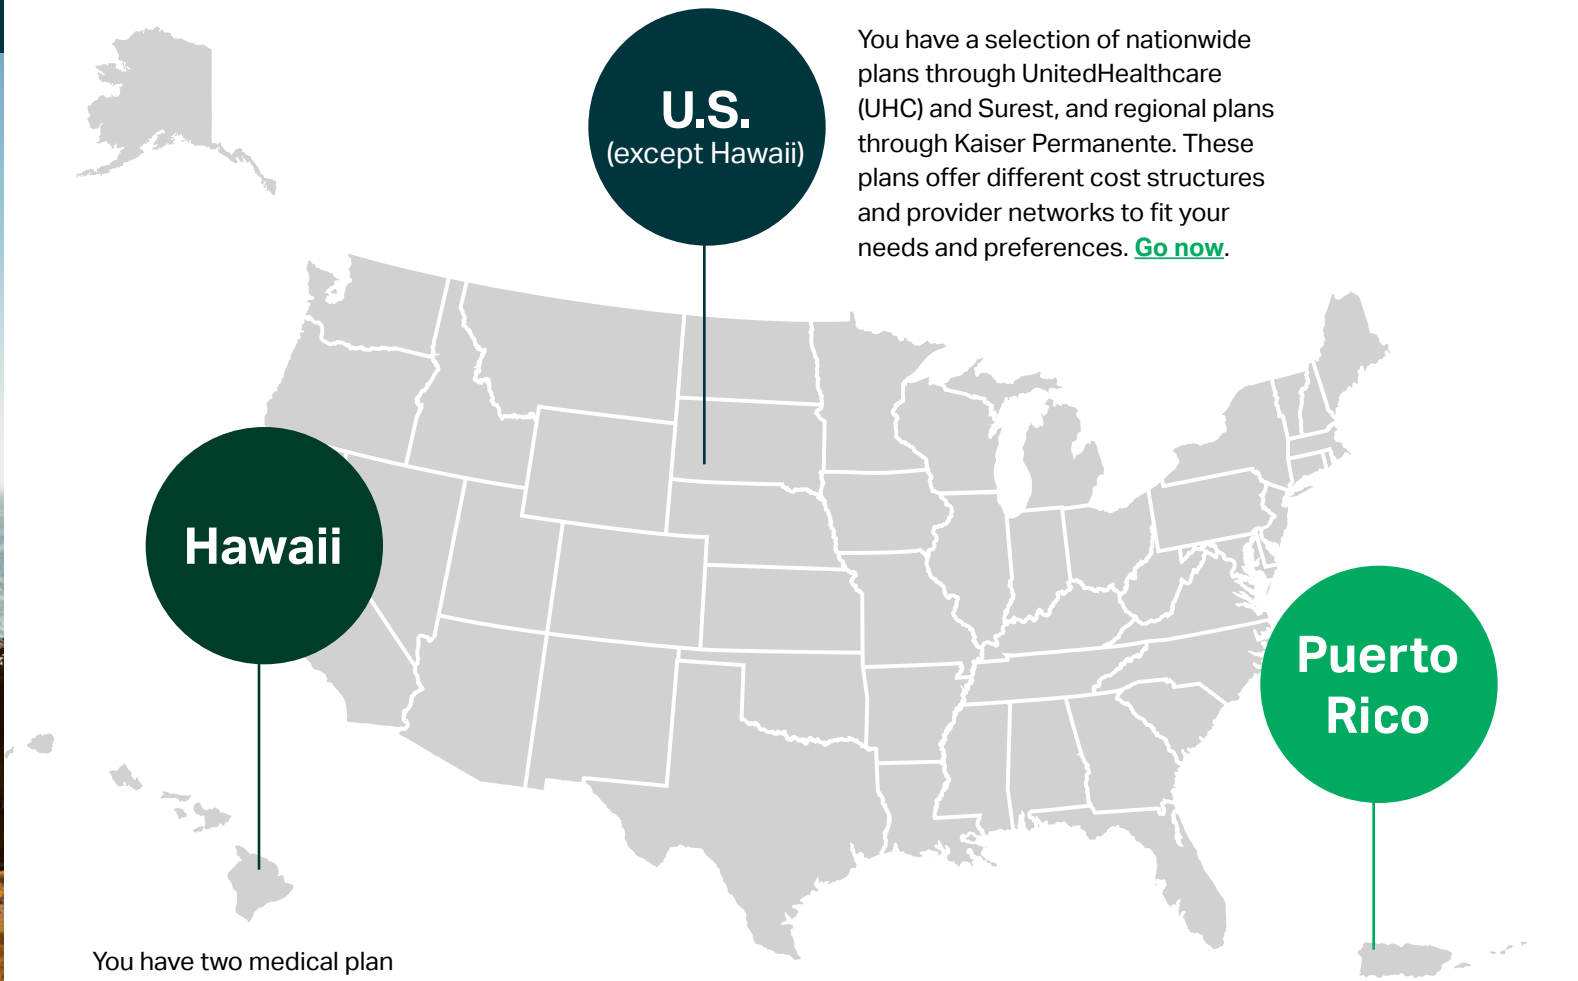 U.S.
(except Hawaii)
You have a selection of nationwide
plans through UnitedHealthcare
(UHC) and Surest, and regional plans
through Kaiser Permanente. These
plans offer different cost structures
and provider networks to fit your
needs and preferences. Go now.
Hawaii
Puerto
Rico
You have two medical plan